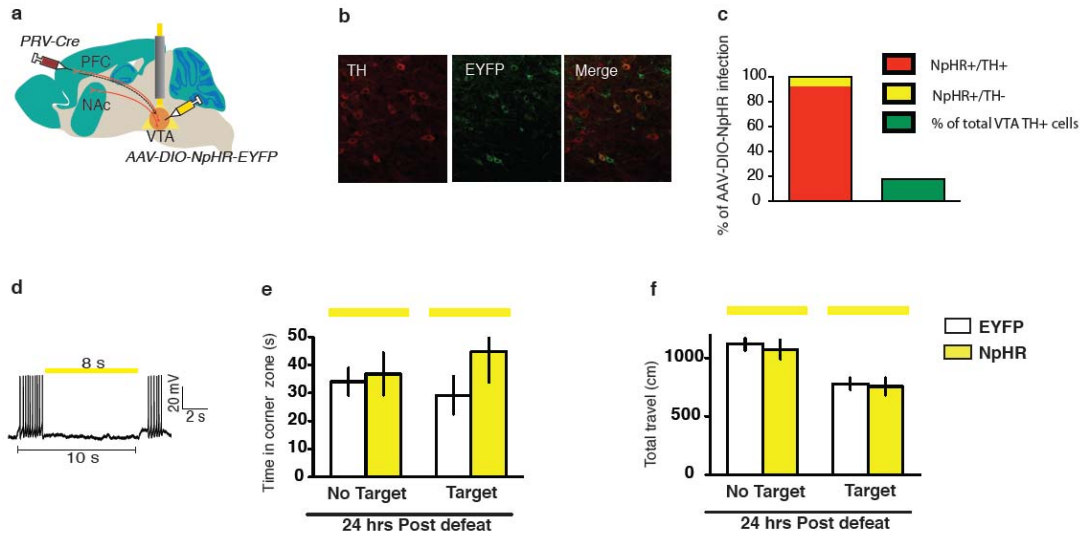 a
PRV-Cre
PFC
NAc
VTA
AAV-DIO-NpHR-EYFP
b
TH
EYFP
Merge
c
% of AAV-DIO-NpHR infection
100
80
60
40
20
0
NpHR+/TH+
NpHR+/TH-
% of total VTA TH+ cells
d
8 s
20 mV
2 s
10 s
e
Time in corner zone (s)
50
40
30
20
10
0
No Target
Target
24 hrs Post defeat
f
Total travel (cm)
1000
500
0
No Target
Target
24 hrs Post defeat
EYFP
NpHR